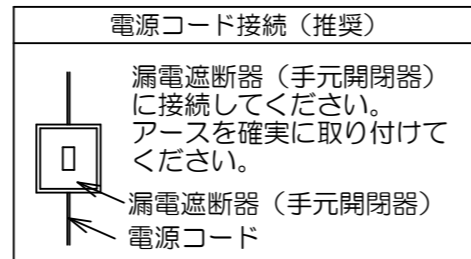 電源コード接続（推奨）
漏電遮断器（手元開閉器）
に接続してください。
アースを確実に取り付けて
ください。
漏電遮断器（手元開閉器）
電源コード